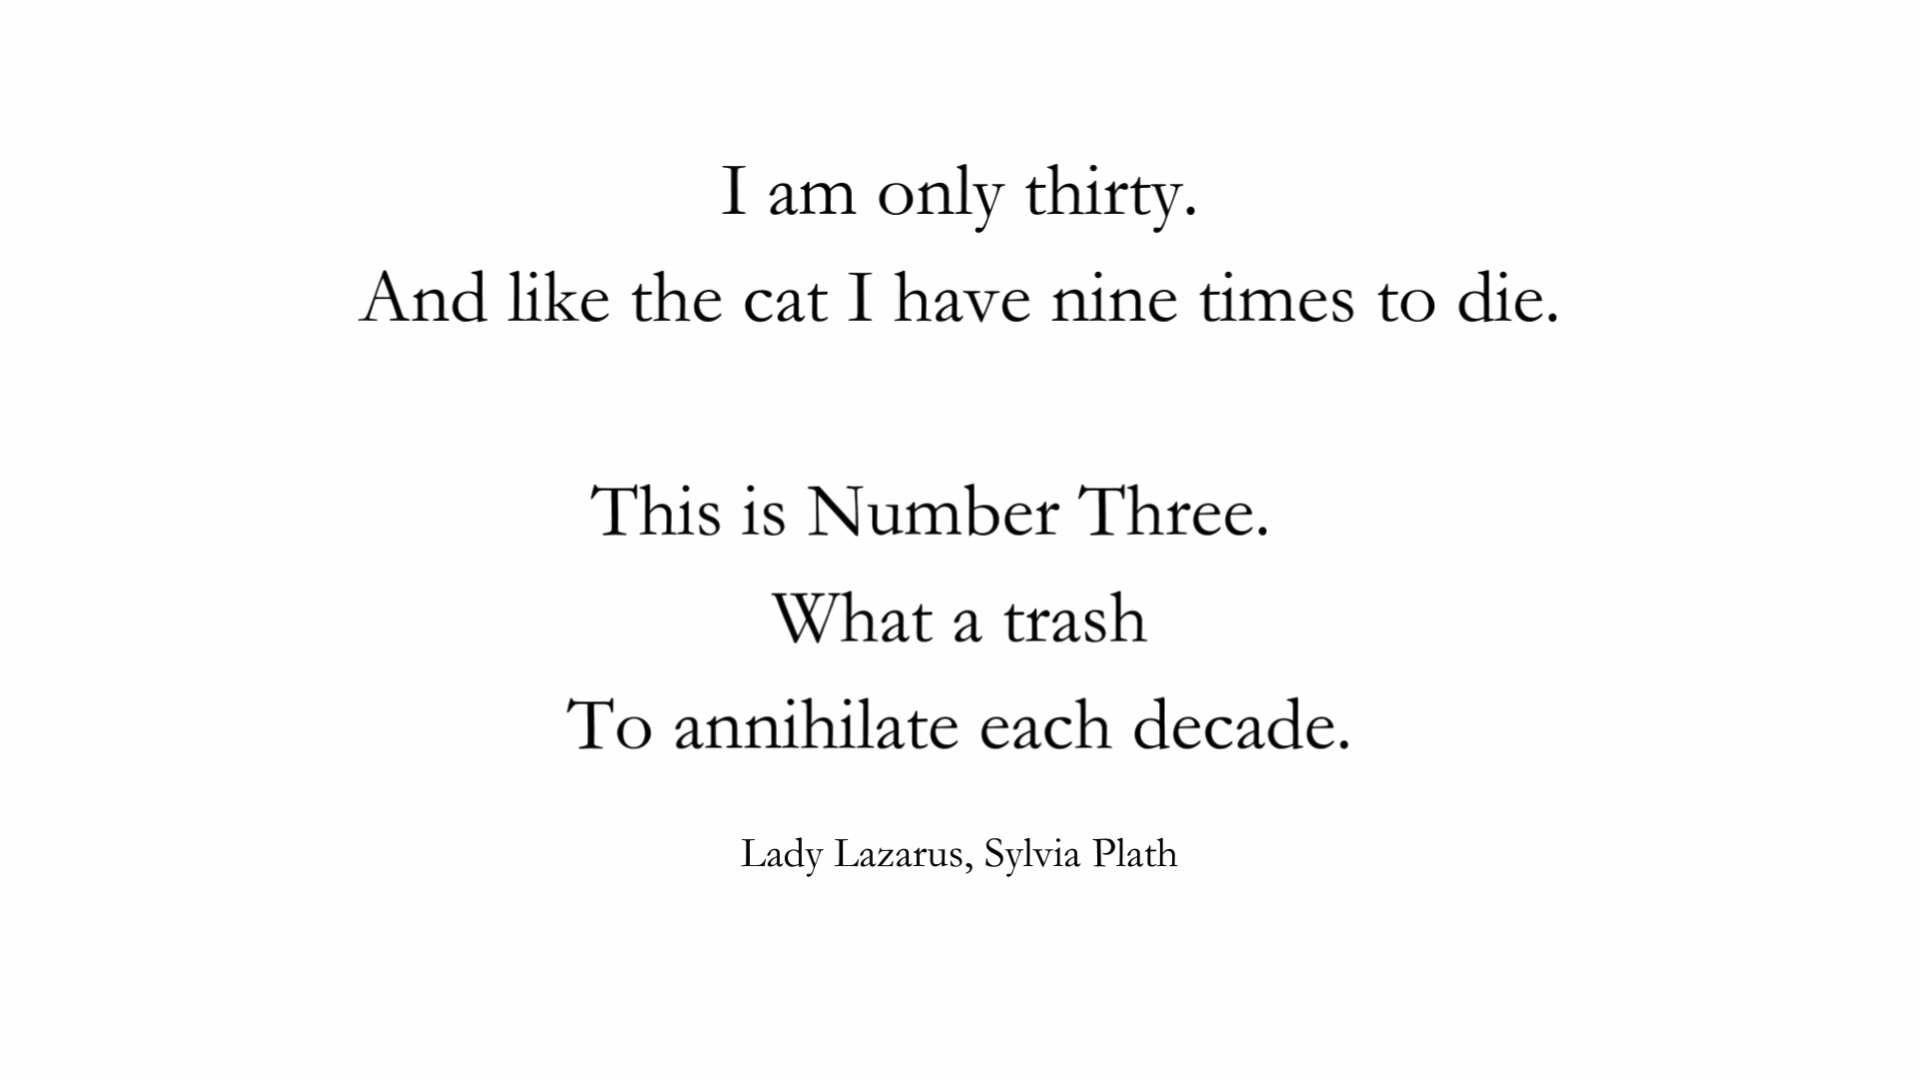 I am only thirty.
And like the cat I have nine times to die.
This is Number Three.
What a trash
To annihilate each decade.
Lady Lazarus, Sylvia Plath